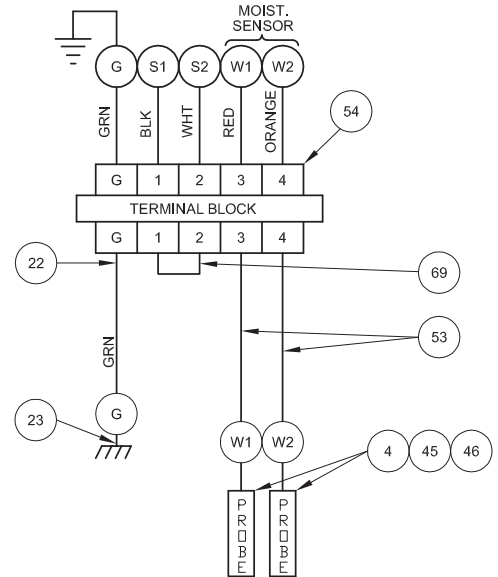 MOIST.
SENSOR
G S1 S2 W1 W2
GRN BLK WHT RED ORANGE
54
G 1 2 3 4
TERMINAL BLOCK
G 1 2 3 4
22
69
53
GRN
G
23
W1 W2
4 45 46
PROBE PROBE